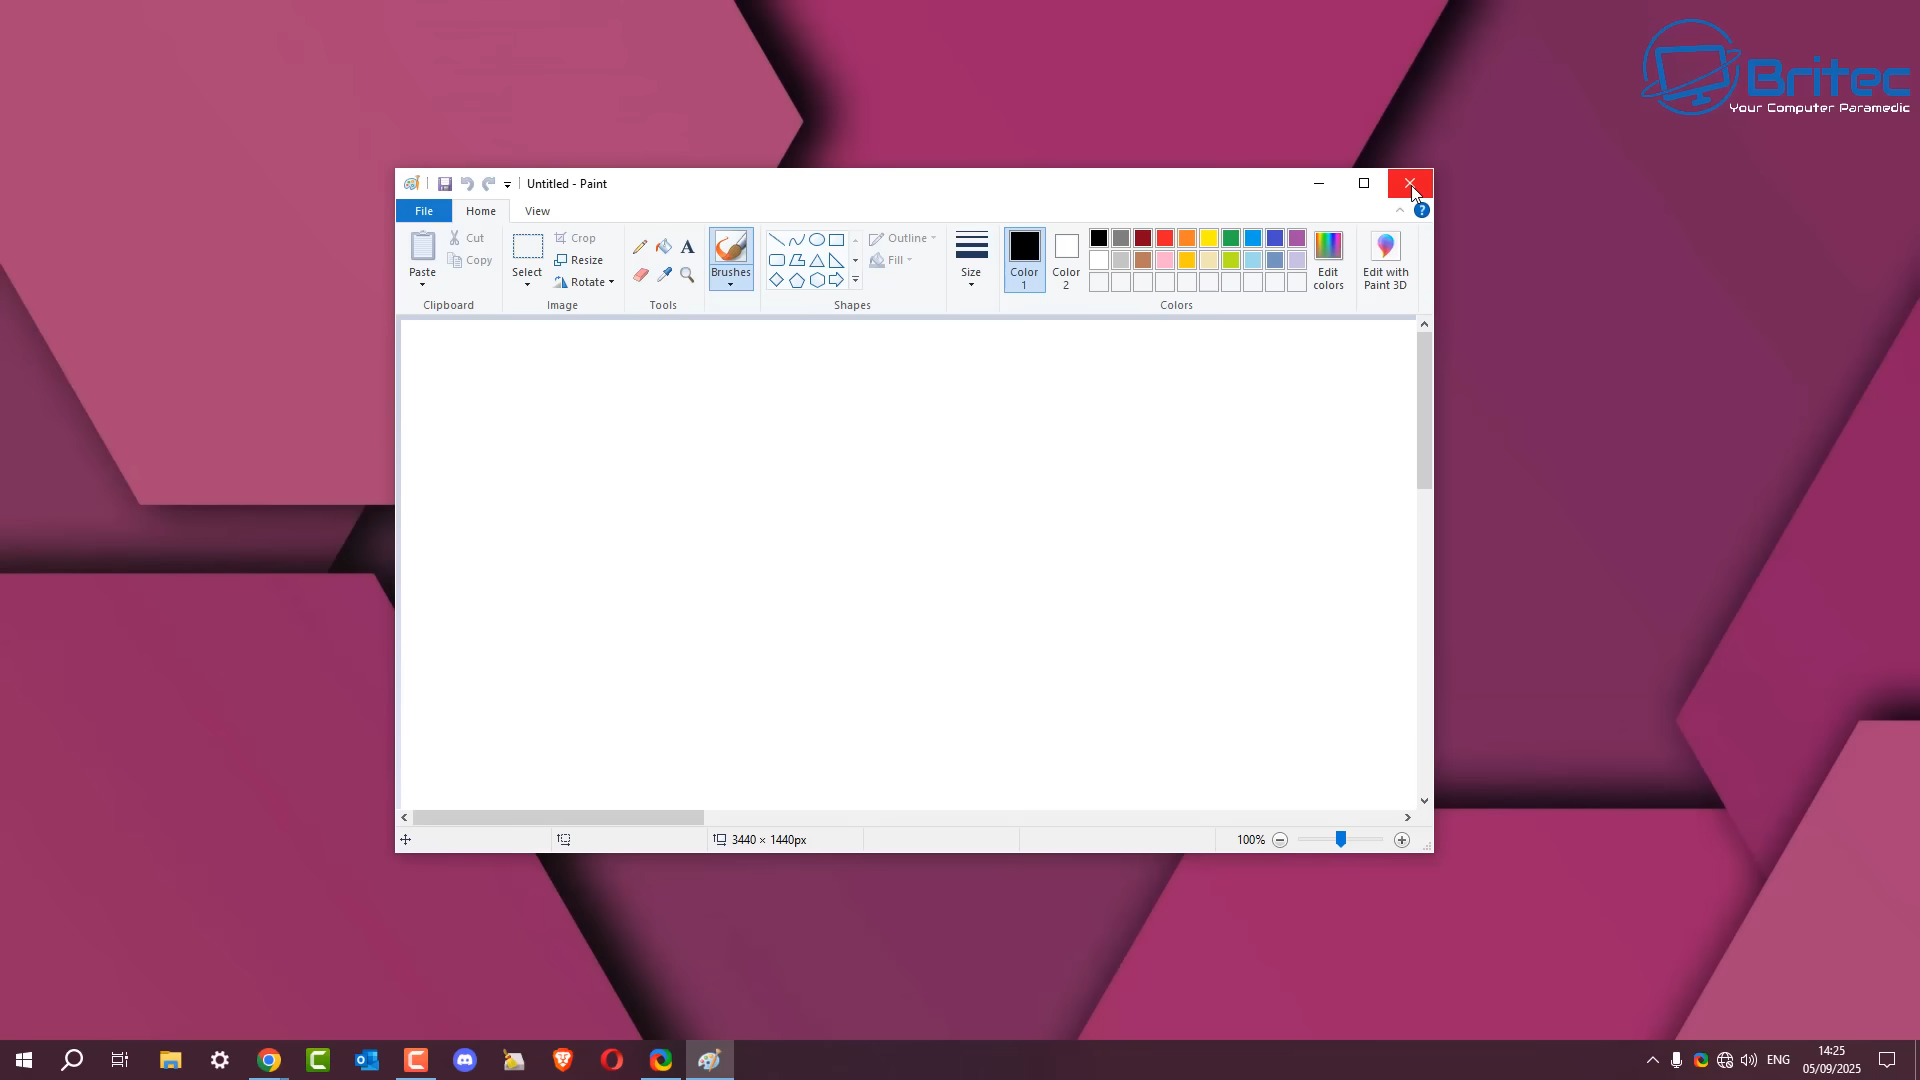 Britec
Your Computer Paramedic
Untitled - Paint
File
Home
View
?
Paste
Cut
Copy
Clipboard
Select
Crop
Resize
Rotate
Image
A
Tools
Brushes
Shapes
Outline
Fill
Size
Color
1
Color
2
Colors
Edit
colors
Edit with
Paint 3D
3440 × 1440px
100%
ENG
14:25
05/09/2025